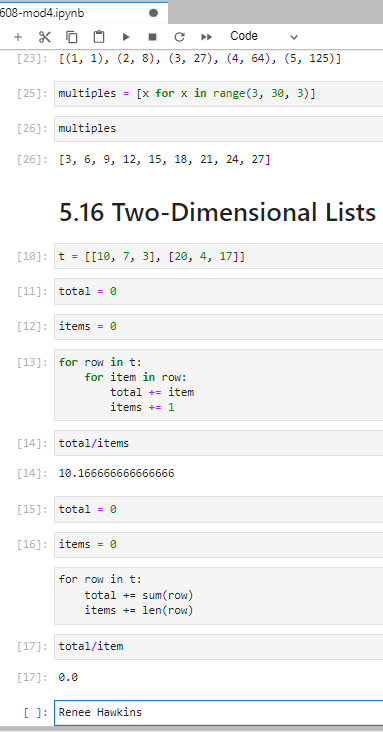 608-mod4.ipynb
Code
[23]: [(1, 1), (2, 8), (3, 27), (4, 64), (5, 125)]
[25]: multiples = [x for x in range(3, 30, 3)]
[26]: multiples
[26]: [3, 6, 9, 12, 15, 18, 21, 24, 27]
5.16 Two-Dimensional Lists
[10]: t = [[10, 7, 3], [20, 4, 17]]
[11]: total = 0
[12]: items = 0
[13]: for row in t:
for item in row:
total += item
items += 1
[14]: total/items
[14]: 10.166666666666666
[15]: total = 0
[16]: items = 0
for row in t:
total += sum(row)
items += len(row)
[17]: total/item
[17]: 0.0
[ ]: Renee Hawkins